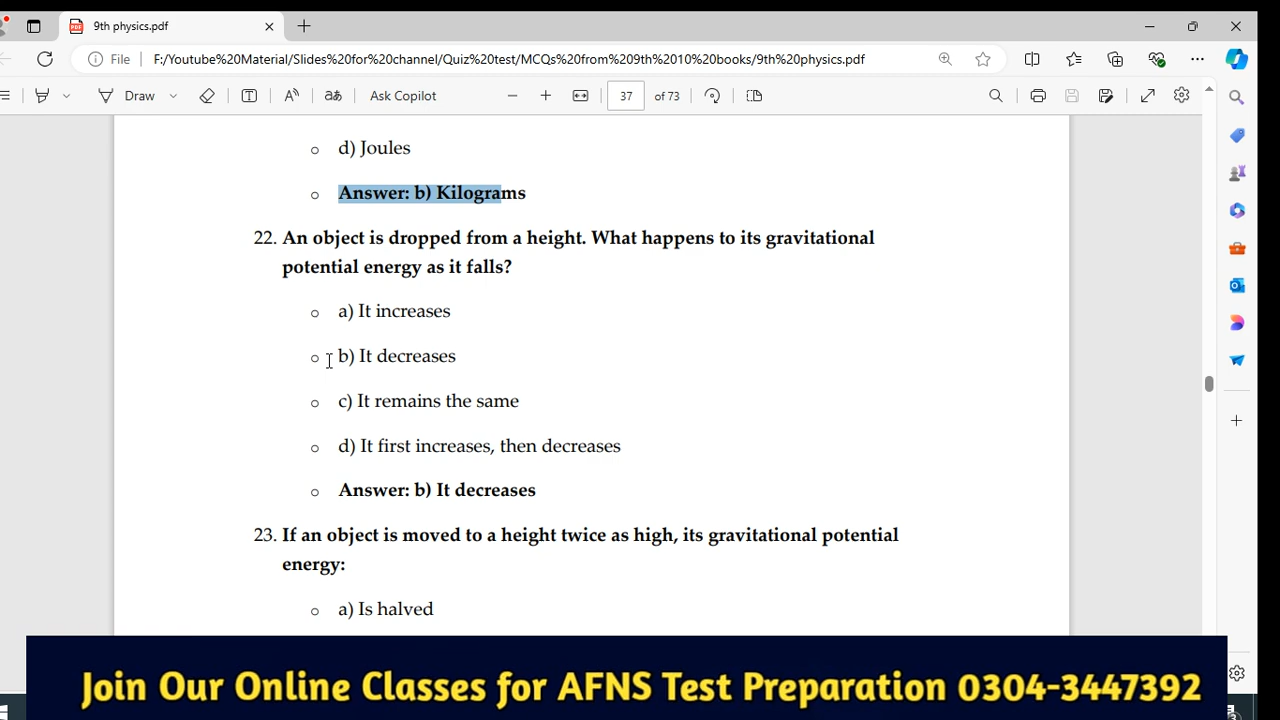 9th physics.pdf
File F:/Youtube%20Material/Slides%20for%20channel/Quiz%20test/MCQs%20from%209th%2010%20books/9th%20physics.pdf
Draw Ask Copilot 37 of 73
d) Joules
Answer: b) Kilograms
22. An object is dropped from a height. What happens to its gravitational
potential energy as it falls?
a) It increases
b) It decreases
c) It remains the same
d) It first increases, then decreases
Answer: b) It decreases
23. If an object is moved to a height twice as high, its gravitational potential
energy:
a) Is halved
Join Our Online Classes for AFNS Test Preparation 0304-3447392